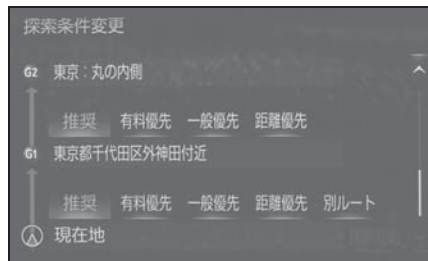 探索条件変更
G2 東京：丸の内側
推奨 有料優先 一般優先 距離優先
G1 東京都千代田区外神田付近
推奨 有料優先 一般優先 距離優先 別ルート
現在地